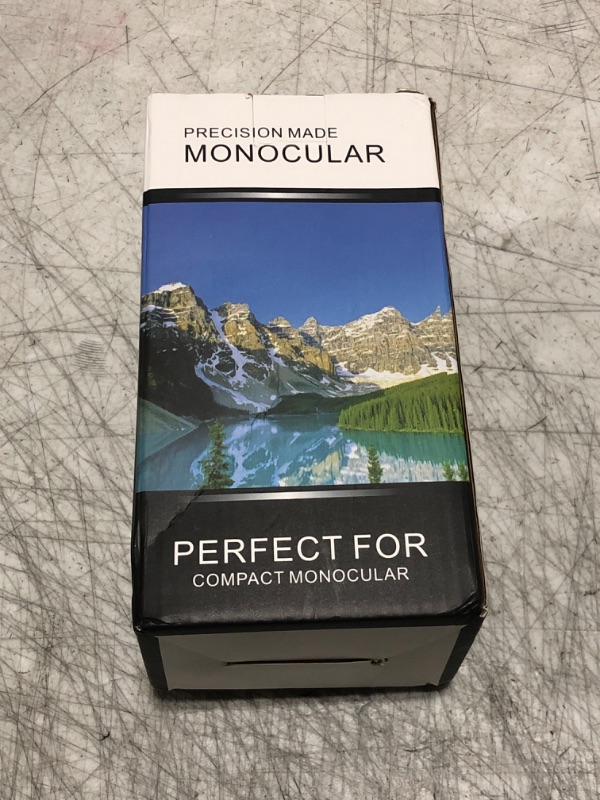 PRECISION MADE
MONOCULAR
PERFECT FOR
COMPACT MONOCULAR